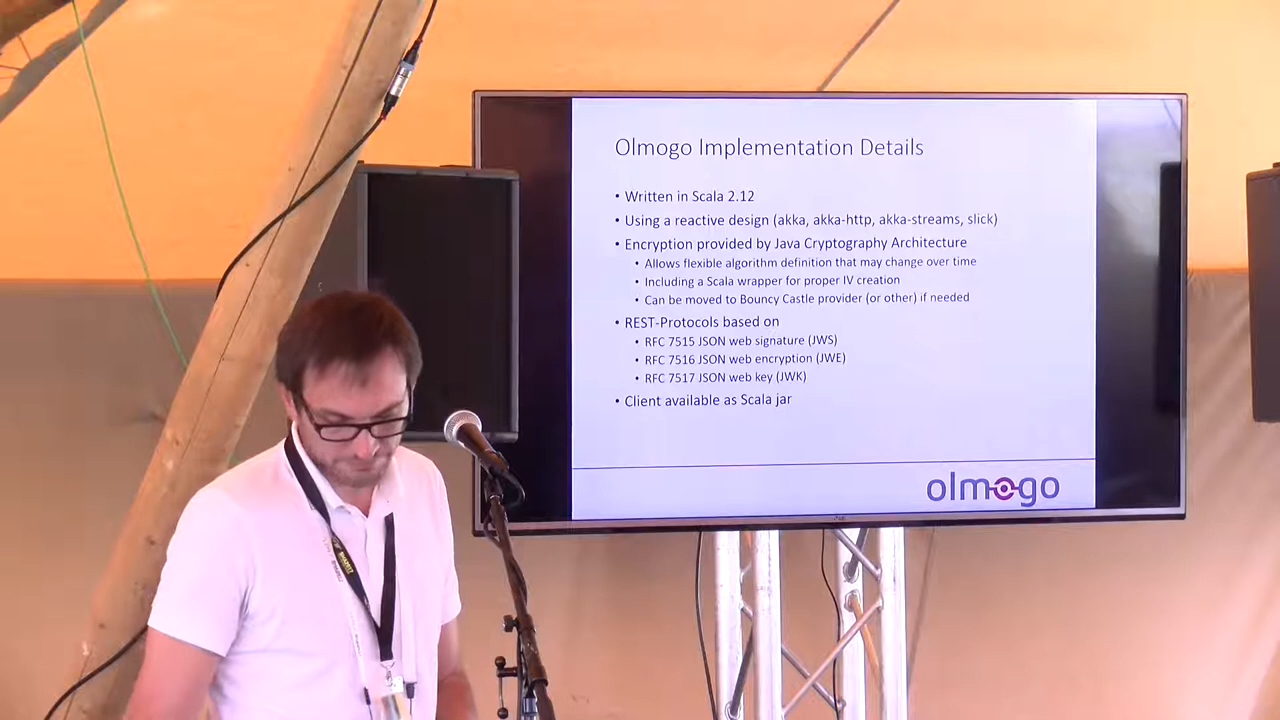 Olmogo Implementation Details
• Written in Scala 2.12
• Using a reactive design (akka, akka-http, akka-streams, slick)
• Encryption provided by Java Cryptography Architecture
• Allows flexible algorithm definition that may change over time
• Including a Scala wrapper for proper IV creation
• Can be moved to Bouncy Castle provider (or other) if needed
• REST-Protocols based on
• RFC 7515 JSON web signature (JWS)
• RFC 7516 JSON web encryption (JWE)
• RFC 7517 JSON web key (JWK)
• Client available as Scala jar
olmogo